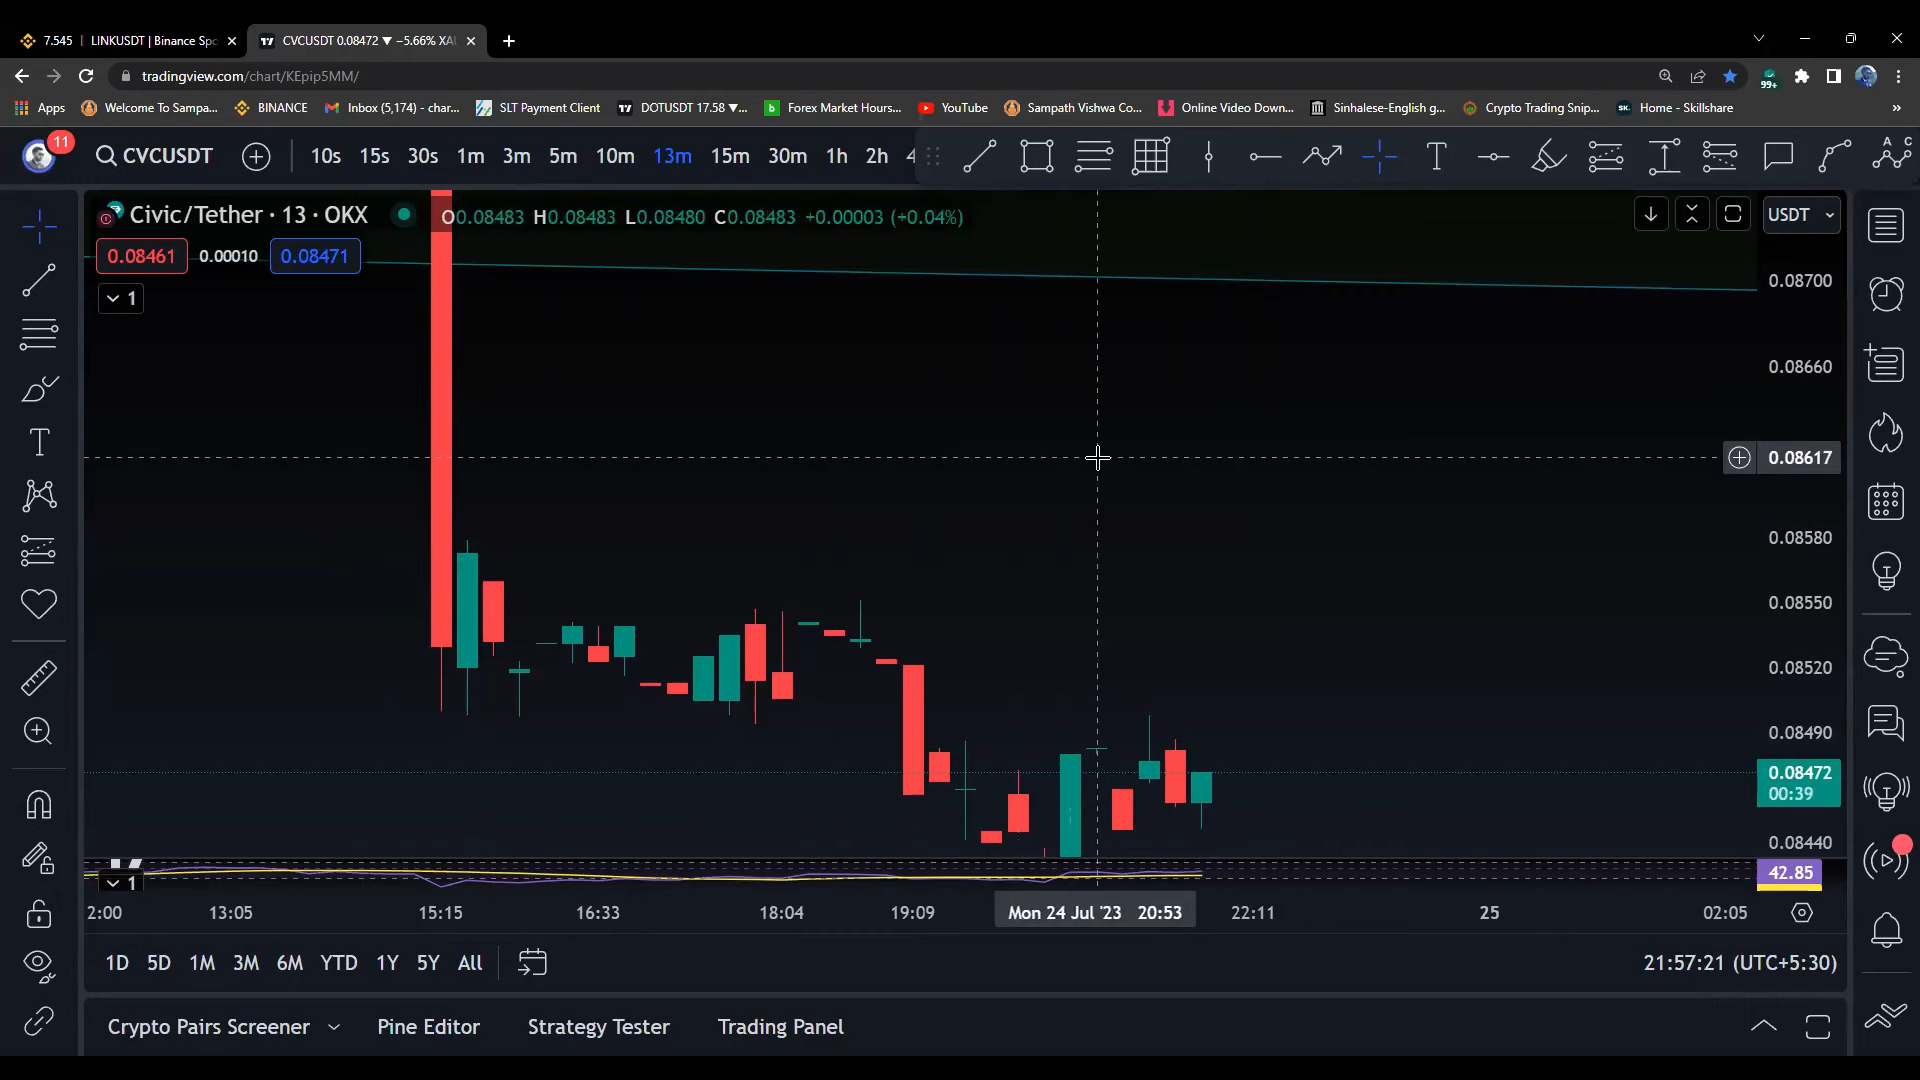 7.545 | LINKUSDT | Binance Spo
CVCUSDT 0.08472 ▼ −5.66% XAU
tradingview.com/chart/KEpip5MM/
99+
Apps Welcome To Sampa... BINANCE Inbox (5,174) - char... SLT Payment Client DOTUSDT 17.58 ▼... Forex Market Hours... YouTube Sampath Vishwa Co... Online Video Down... Sinhalese-English g... Crypto Trading Snip... Home - Skillshare »
11
CVCUSDT 10s 15s 30s 1m 3m 5m 10m 13m 15m 30m 1h 2h 4
Civic/Tether · 13 · OKX O0.08483 H0.08483 L0.08480 C0.08483 +0.00003 (+0.04%)
USDT
0.08461 0.00010 0.08471
1
0.08700
0.08660
0.08617
0.08580
0.08550
0.08520
0.08490
0.08472
00:39
0.08440
1
42.85
2:00 13:05 15:15 16:33 18:04 19:09 Mon 24 Jul '23 20:53 22:11 25 02:05
1D 5D 1M 3M 6M YTD 1Y 5Y All
21:57:21 (UTC+5:30)
Crypto Pairs Screener Pine Editor Strategy Tester Trading Panel